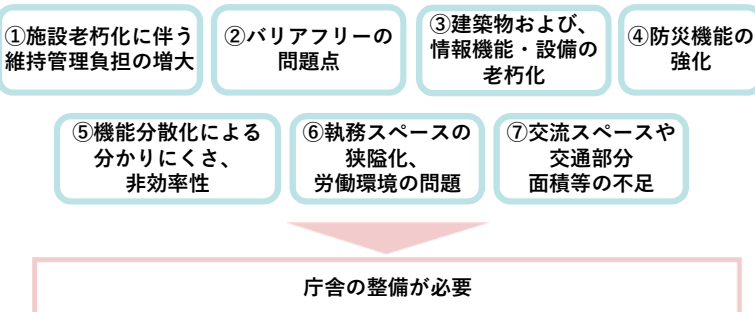 ①施設老朽化に伴う
維持管理負担の増大
②バリアフリーの
問題点
③建築物および、
情報機能・設備の
老朽化
④防災機能の
強化
⑤機能分散化による
分かりにくさ、
非効率性
⑥執務スペースの
狭隘化、
労働環境の問題
⑦交流スペースや
交通部分
面積等の不足
庁舎の整備が必要